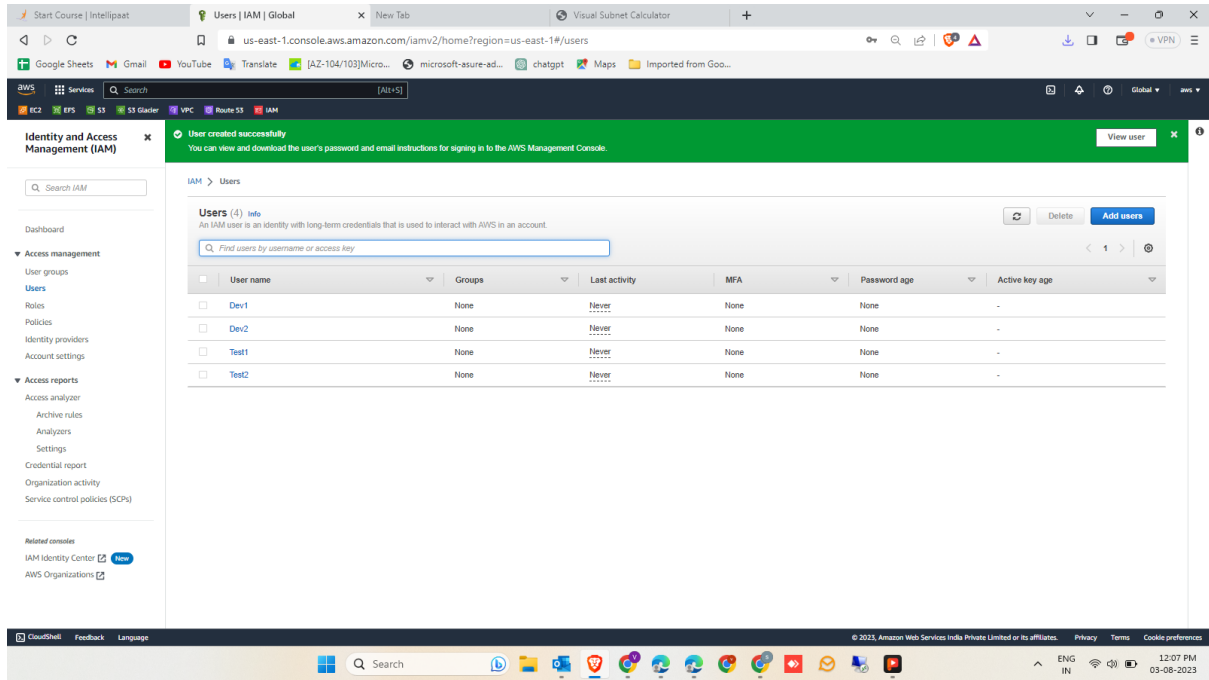 Start Course | Intellipaat
Users | IAM | Global
New Tab
Visual Subnet Calculator
us-east-1.console.aws.amazon.com/iamv2/home?region=us-east-1#/users
VPN
Google Sheets
Gmail
YouTube
Translate
[AZ-104/103]Micro...
microsoft-asure-ad...
chatgpt
Maps
Imported from Goo...
aws
Services
Search
[Alt+S]
Global
aws
EC2
EFS
S3
S3 Glacier
VPC
Route 53
IAM
Identity and Access
Management (IAM)
Search IAM
Dashboard
Access management
User groups
Users
Roles
Policies
Identity providers
Account settings
Access reports
Access analyzer
Archive rules
Analyzers
Settings
Credential report
Organization activity
Service control policies (SCPs)
Related consoles
IAM Identity Center New
AWS Organizations
User created successfully
You can view and download the user's password and email instructions for signing in to the AWS Management Console.
View user
IAM > Users
Users (4) Info
An IAM user is an identity with long-term credentials that is used to interact with AWS in an account.
Delete
Add users
Find users by username or access key
1
User name Groups Last activity MFA Password age Active key age
Dev1 None Never None None -
Dev2 None Never None None -
Test1 None Never None None -
Test2 None Never None None -
CloudShell Feedback Language
© 2023, Amazon Web Services India Private Limited or its affiliates. Privacy Terms Cookie preferences
Search
ENG
IN
12:07 PM
03-08-2023